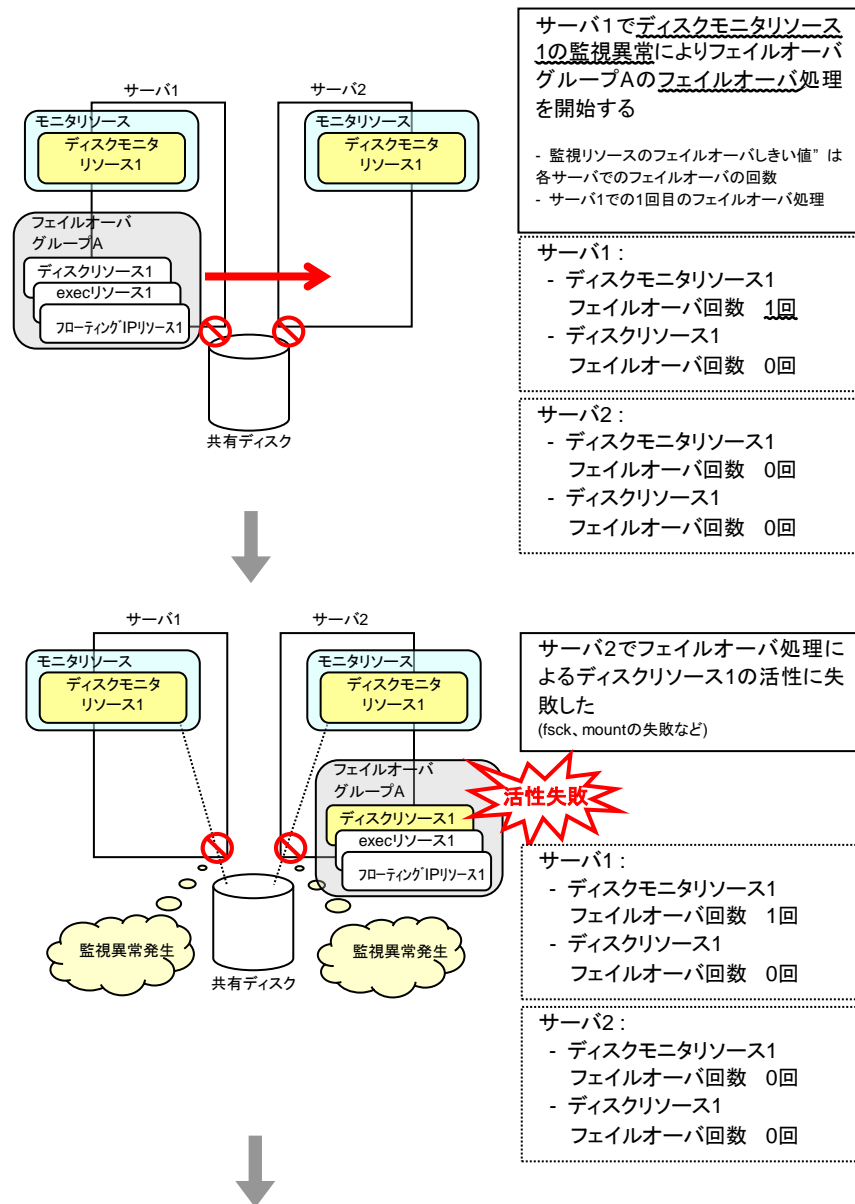 サーバ1でディスクモニタリソース
1の監視異常によりフェイルオーバ
グループAのフェイルオーバ処理
を開始する
- 監視リソースのフェイルオーバしきい値” は
各サーバでのフェイルオーバの回数
- サーバ1での1回目のフェイルオーバ処理
サーバ1
サーバ2
モニタリソース
ディスクモニタ
リソース1
モニタリソース
ディスクモニタ
リソース1
フェイルオーバ
グループA
ディスクリソース1
execリソース1
フローティングIPリソース1
共有ディスク
サーバ1 :
- ディスクモニタリソース1
フェイルオーバ回数 1回
- ディスクリソース1
フェイルオーバ回数 0回
サーバ2 :
- ディスクモニタリソース1
フェイルオーバ回数 0回
- ディスクリソース1
フェイルオーバ回数 0回
サーバ1
サーバ2
モニタリソース
ディスクモニタ
リソース1
モニタリソース
ディスクモニタ
リソース1
フェイルオーバ
グループA
ディスクリソース1
execリソース1
フローティングIPリソース1
活性失敗
監視異常発生
共有ディスク
監視異常発生
サーバ2でフェイルオーバ処理に
よるディスクリソース1の活性に失
敗した
(fsck、mountの失敗など)
サーバ1 :
- ディスクモニタリソース1
フェイルオーバ回数 1回
- ディスクリソース1
フェイルオーバ回数 0回
サーバ2 :
- ディスクモニタリソース1
フェイルオーバ回数 0回
- ディスクリソース1
フェイルオーバ回数 0回